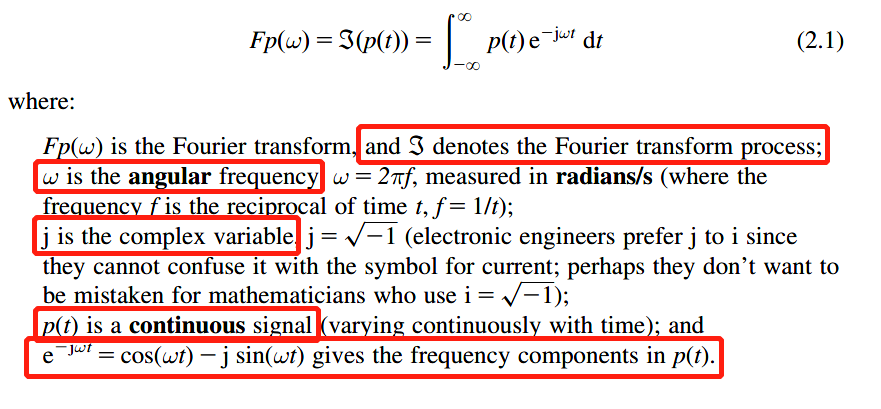 Fp(ω) = ℑ(p(t)) = ∫_{−∞}^{∞} p(t) e^{−jωt} dt (2.1)
where:
Fp(ω) is the Fourier transform, and ℑ denotes the Fourier transform process;
ω is the angular frequency, ω = 2πf, measured in radians/s (where the
frequency f is the reciprocal of time t, f = 1/t);
j is the complex variable, j = √−1 (electronic engineers prefer j to i since
they cannot confuse it with the symbol for current; perhaps they don’t want to
be mistaken for mathematicians who use i = √−1);
p(t) is a continuous signal (varying continuously with time); and
e^{−jωt} = cos(ωt) − j sin(ωt) gives the frequency components in p(t).